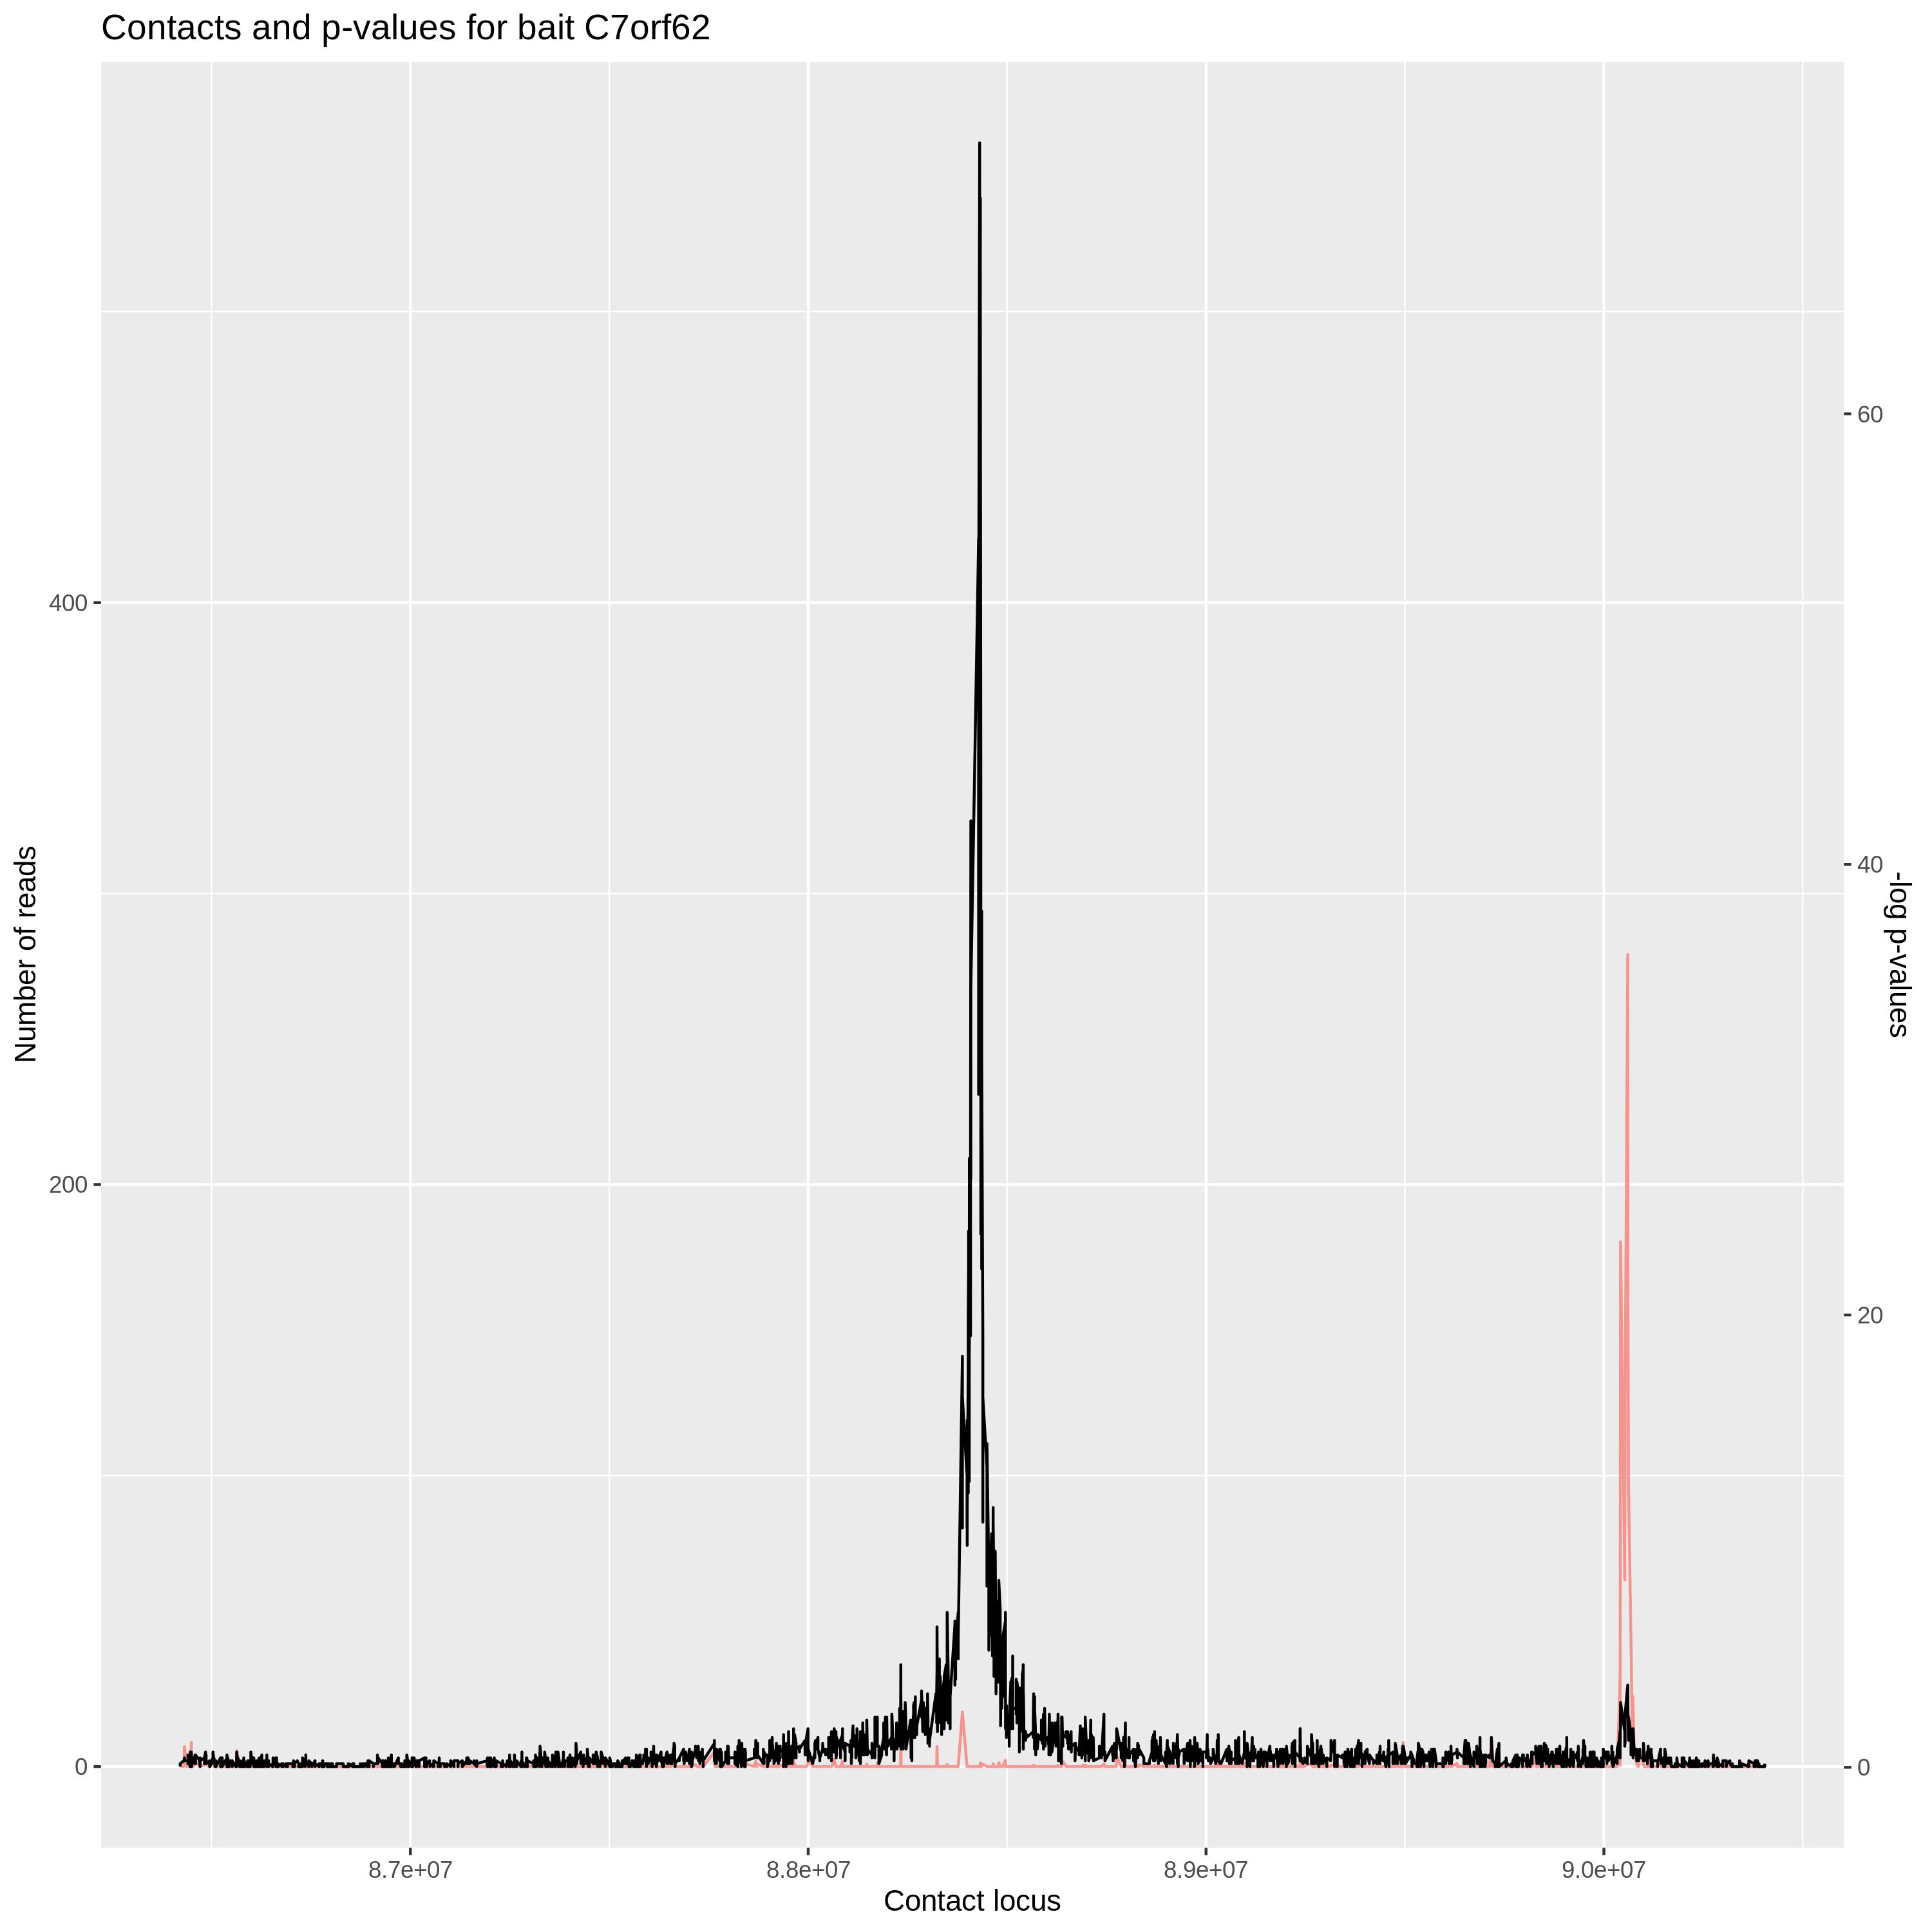 Contacts and p-values for bait C7orf62
Number of reads
400
200
0
60
40
20
0
-log p-values
8.7e+07 8.8e+07 8.9e+07 9.0e+07
Contact locus